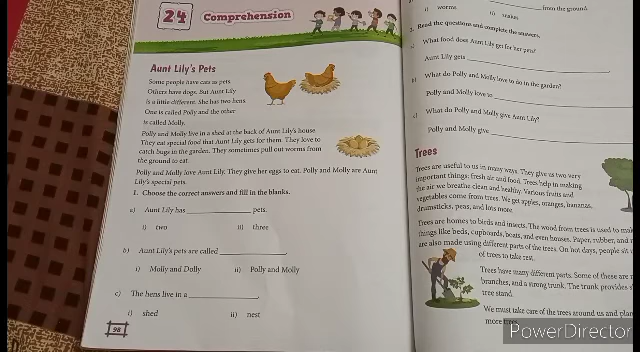 24 Comprehension
Aunt Lily's Pets
Some people have cats as pets.
Others have dogs. But Aunt Lily
is a little different. She has two hens.
One is called Polly and the other
is called Molly.
Polly and Molly live in a shed at the back of Aunt Lily's house.
They eat special food that Aunt Lily gets for them. They love to
catch bugs in the garden. They sometimes pull out worms from
the ground to eat.
Polly and Molly love Aunt Lily. They give her eggs to eat. Polly and Molly are Aunt
Lily's special pets.
1. Choose the correct answers and fill in the blanks.
a) Aunt Lily has ____________ pets.
i) two ii) three
b) Aunt Lily's pets are called ____________.
i) Molly and Dolly ii) Polly and Molly
c) The hens live in a ____________.
i) shed ii) nest
98
from the ground.
i) worms ii) snakes
2. Read the questions and complete the answers.
What food does Aunt Lily get for her pets?
Aunt Lily gets ____________
b) What do Polly and Molly love to do in the garden?
Polly and Molly love to ____________
c) What do Polly and Molly give Aunt Lily?
Polly and Molly give ____________
Trees
Trees are useful to us in many ways. They give us two very
important things: fresh air and food. Trees help in making
the air we breathe clean and healthy. Various fruits and
vegetables come from trees. We get apples, mangoes, bananas,
drumsticks, peas, and lots more.
Trees are homes to birds and insects. The wood from trees is used to
things like beds, cupboards, boats, and even houses. Paper, rubber, and
are also made using different parts of the trees. On hot days, people sit
of trees to take rest.
Trees have many different parts. Some of these are
branches, and a strong trunk. The trunk provides
tree stand.
We must take care of the trees around us and
more
PowerDirector